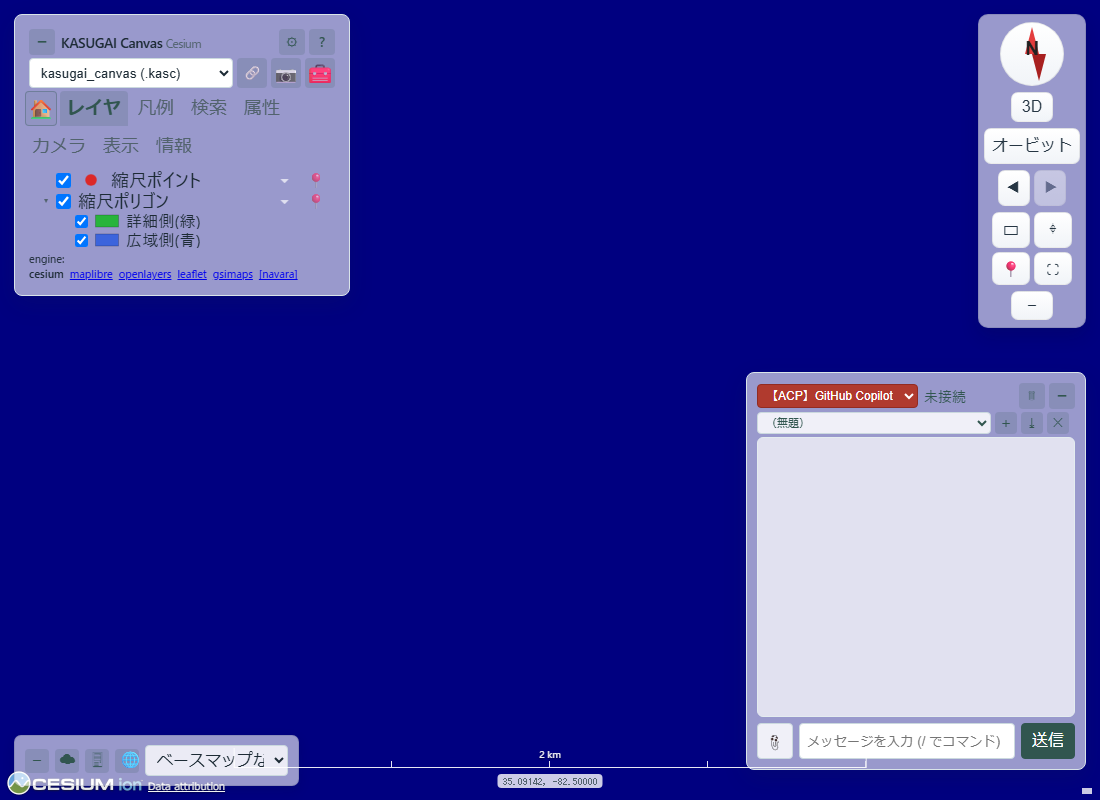 KASUGAI Canvas Cesium
?
kasugai_canvas (.kasc)
レイヤ 凡例 検索 属性
カメラ 表示 情報
縮尺ポイント
縮尺ポリゴン
詳細側(緑)
広域側(青)
engine:
cesium maplibre openlayers leaflet gsimaps [navara]
N
3D
オービット
【ACP】GitHub Copilot 未接続
（無題）
メッセージを入力 (/ でコマンド) 送信
ベースマップな
2 km
35.09142, -82.50000
CESIUM ion Data attribution